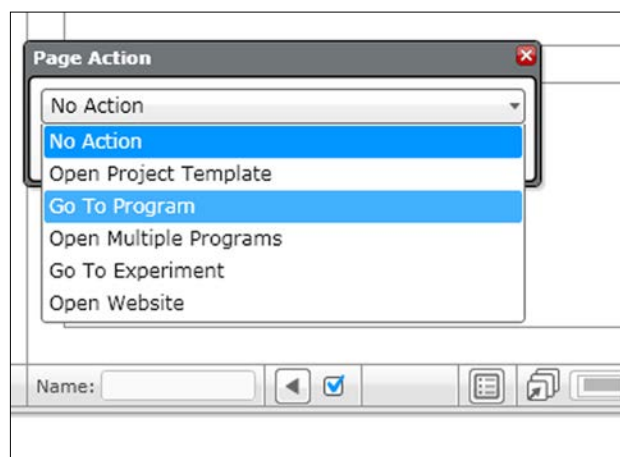 Page Action
No Action
No Action
Open Project Template
Go To Program
Open Multiple Programs
Go To Experiment
Open Website
Name: